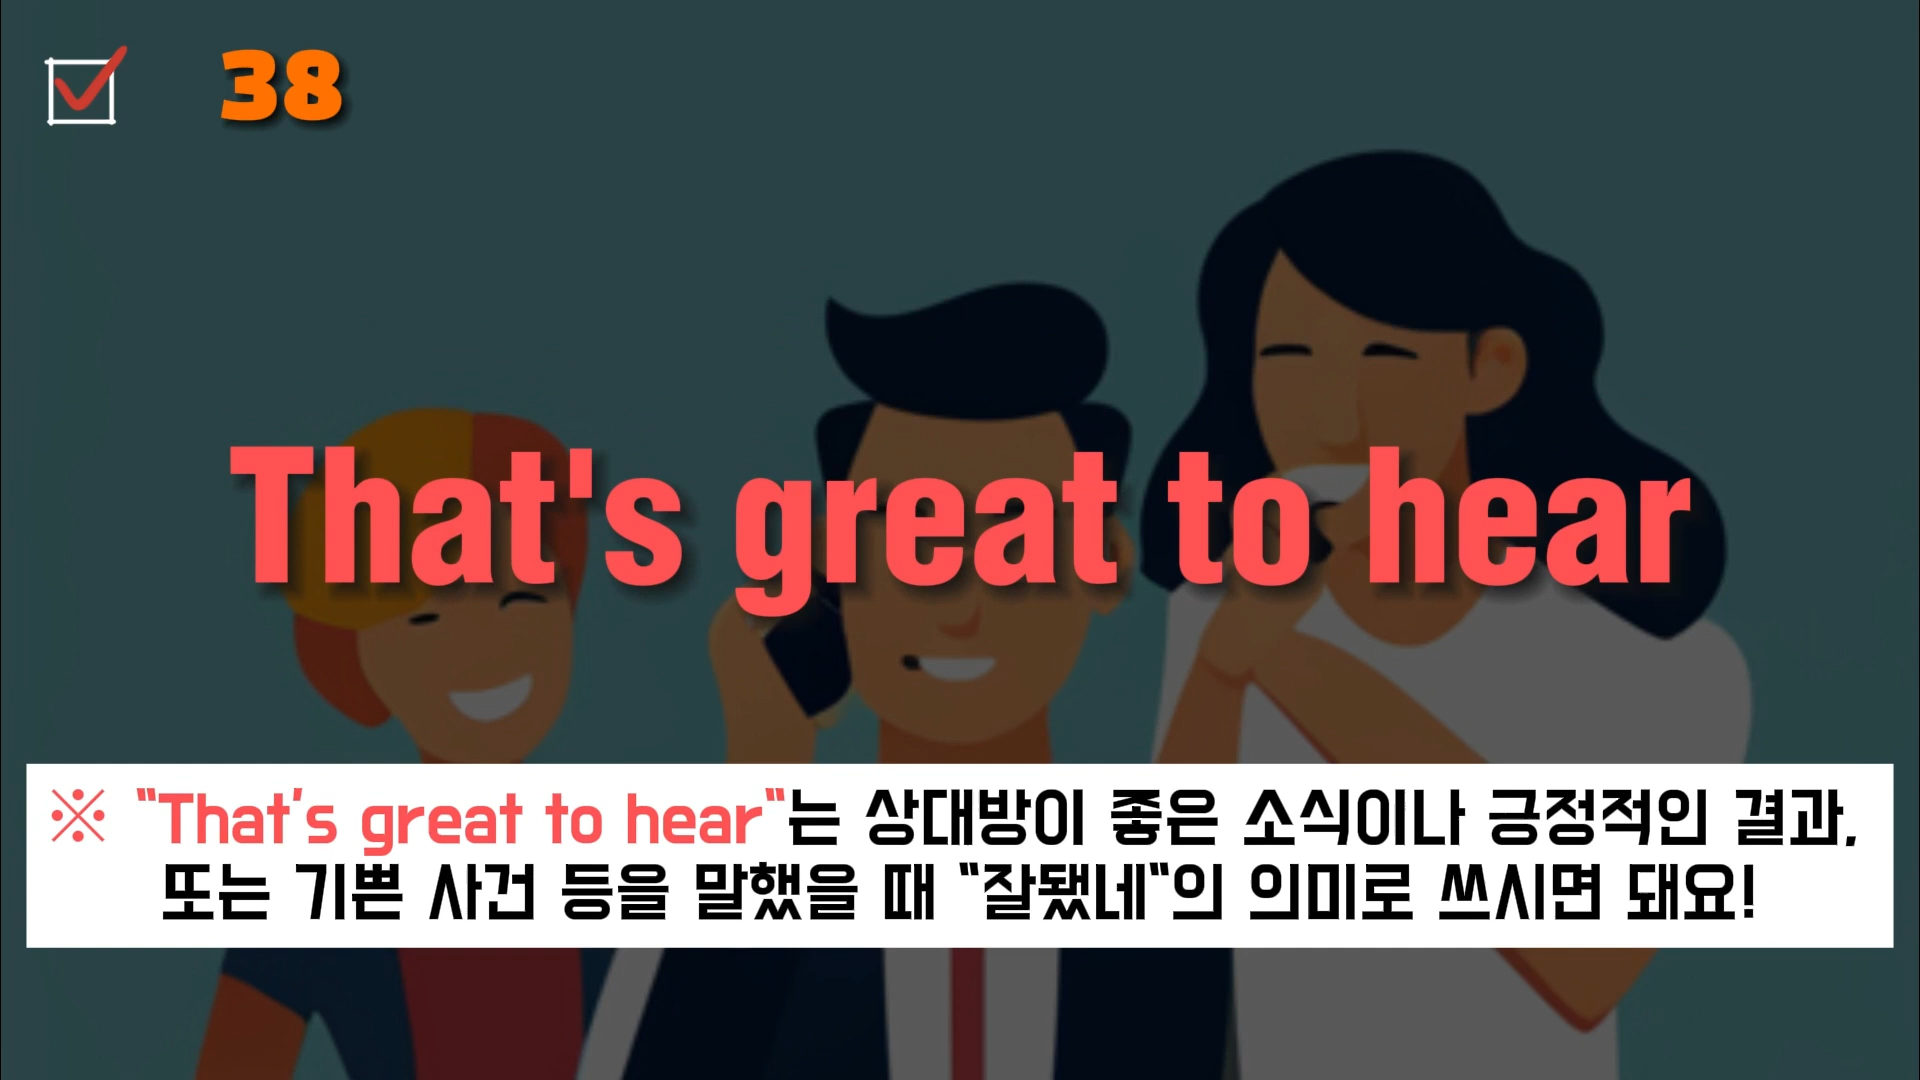 38
That's great to hear
※ "That's great to hear"는 상대방이 좋은 소식이나 긍정적인 결과,
또는 기쁜 사건 등을 말했을 때 "잘됐네"의 의미로 쓰시면 돼요!